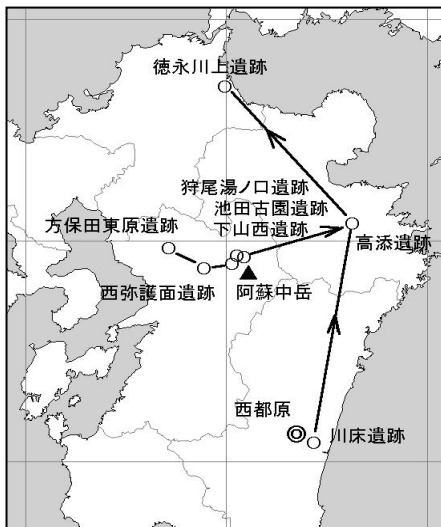 徳永川上遺跡
狩尾湯ノ口遺跡
池田古園遺跡
下山西遺跡
方保田東原遺跡
高添遺跡
西弥護面遺跡
阿蘇中岳
西都原
川床遺跡